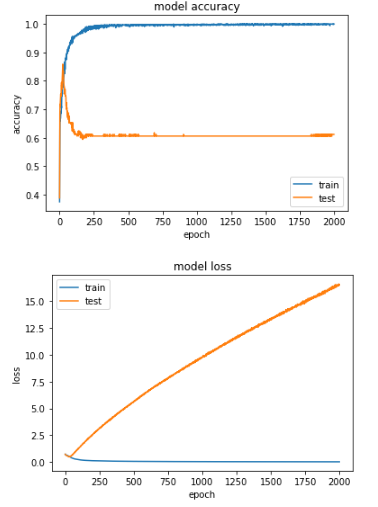 model accuracy
1.0
0.9
0.8
0.7
0.6
0.5
0.4
accuracy
train
test
0 250 500 750 1000 1250 1500 1750 2000
epoch
model loss
train
test
15.0
12.5
10.0
7.5
5.0
2.5
0.0
loss
0 250 500 750 1000 1250 1500 1750 2000
epoch